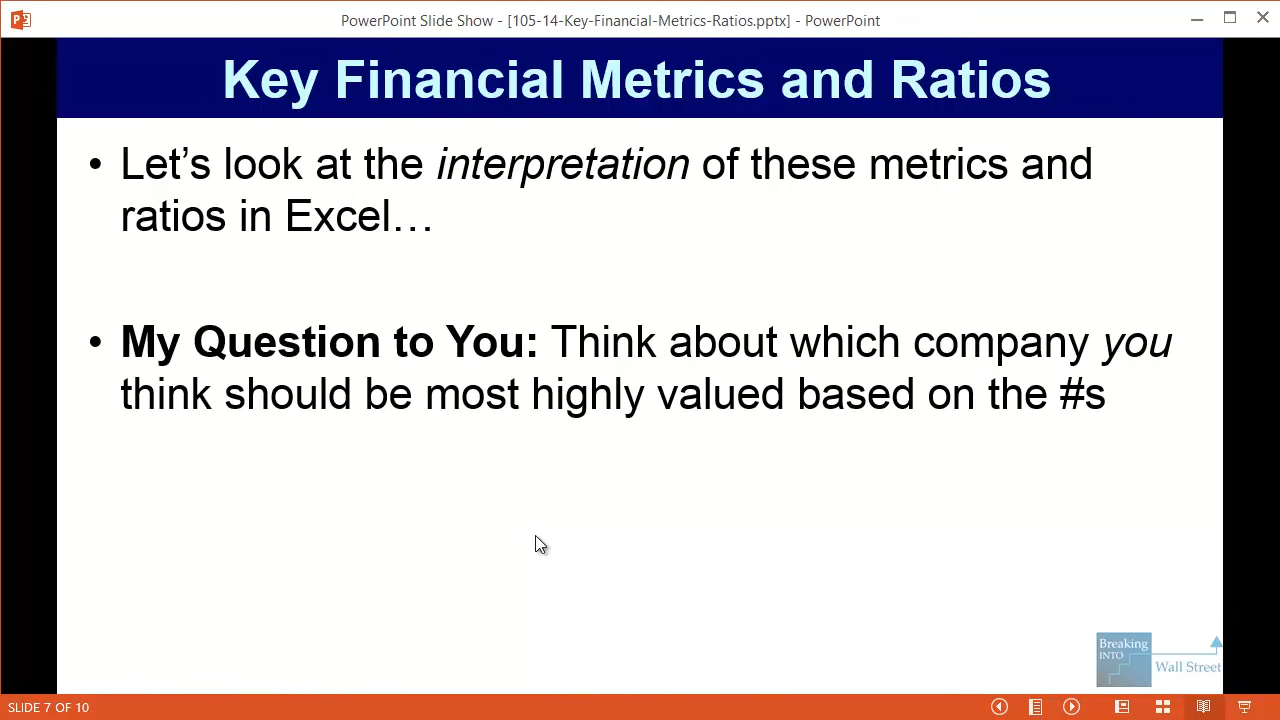 PowerPoint Slide Show - [105-14-Key-Financial-Metrics-Ratios.pptx] - PowerPoint
Key Financial Metrics and Ratios
• Let’s look at the interpretation of these metrics and
ratios in Excel…
• My Question to You: Think about which company you
think should be most highly valued based on the #s
Breaking
INTO
Wall Street
SLIDE 7 OF 10